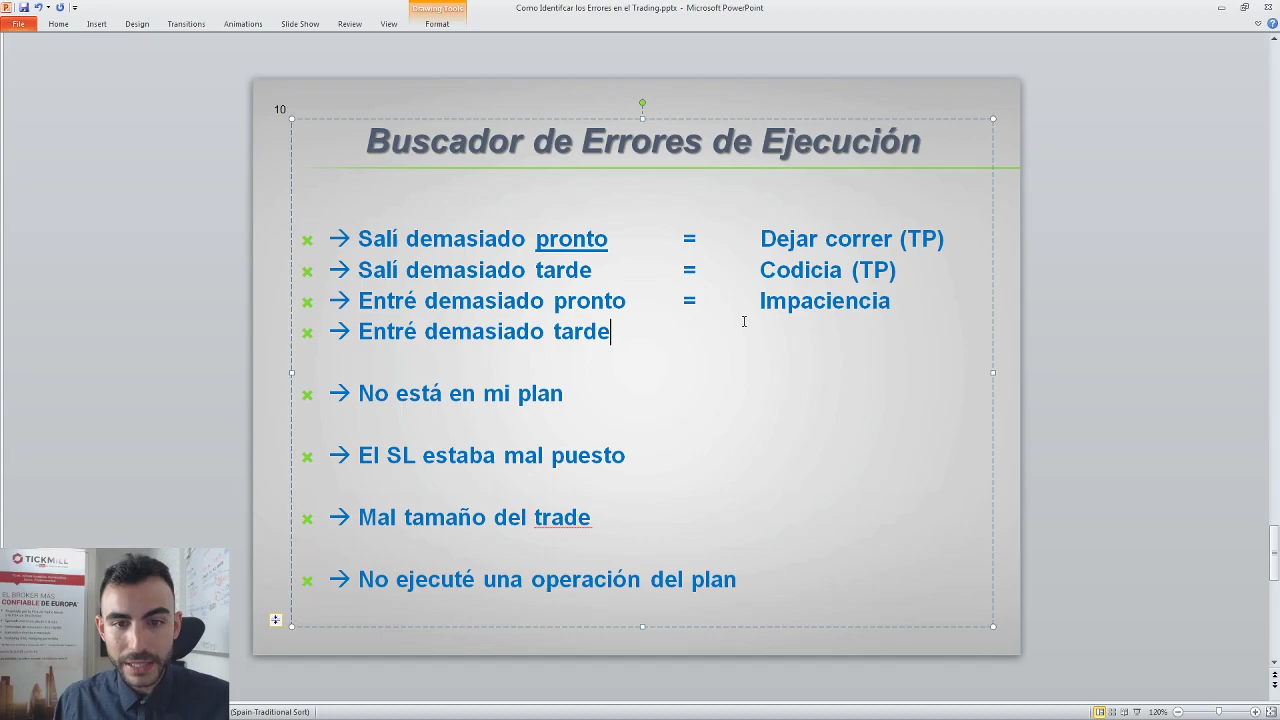 Como Identifcar los Errores en el Trading.pptx - Microsoft PowerPoint
Drawing Tools
File Home Insert Design Transitions Animations Slide Show Review View Format
10
Buscador de Errores de Ejecución
→ Salí demasiado pronto = Dejar correr (TP)
→ Salí demasiado tarde = Codicia (TP)
→ Entré demasiado pronto = Impaciencia
→ Entré demasiado tarde
→ No está en mi plan
→ El SL estaba mal puesto
→ Mal tamaño del trade
→ No ejecuté una operación del plan
TICKMILL
EL BROKER MÁS
CONFIABLE DE EUROPA*
(Spain-Traditional Sort)
120%